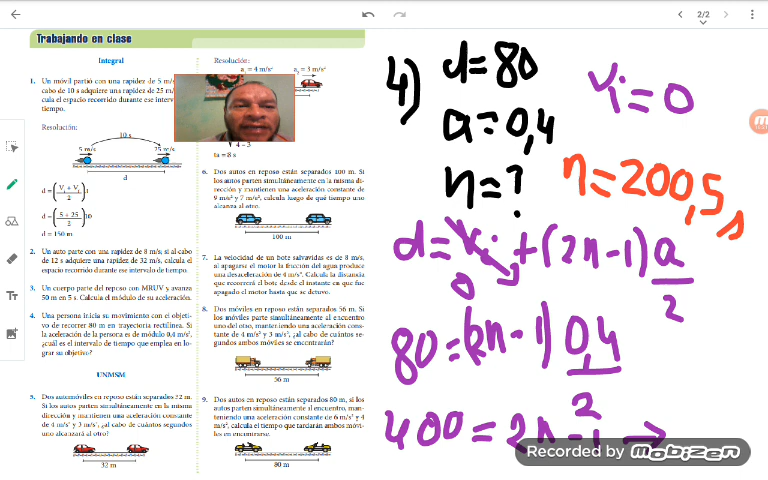 2/2
Trabajando en clase
Integral
1. Un móvil partió con una rapidez de 5 m/s
cabo de 10 s adquiere una rapidez de 25 m/
cula el espacio recorrido durante ese interv
tiempo.
Resolución:
10 s
5 m/s
25 m/s
d
d = (Vi + Vf / 2) t
d = (5 + 25 / 2) 10
d = 150 m
2. Un auto parte con una rapidez de 8 m/s; si al cabo
de 12 s adquiere una rapidez de 32 m/s, calcula el
espacio recorrido durante ese intervalo de tiempo.
3. Un cuerpo parte del reposo con MRUV y avanza
50 m en 5 s. Calcula el módulo de su aceleración.
4. Una persona inicia su movimiento con el objeti-
vo de recorrer 80 m en trayectoria rectilínea. Si
la aceleración de la persona es de módulo 0,4 m/s²,
¿cuál es el intervalo de tiempo que emplea en lo-
grar su objetivo?
UNMSM
5. Dos automóviles en reposo están separados 32 m.
Si los autos parten simultáneamente en la misma
dirección y mantienen una aceleración constante
de 4 m/s² y 3 m/s², ¿al cabo de cuántos segundos
uno alcanzará al otro?
32 m
Resolución:
a₁ = 4 m/s²
a₂ = 3 m/s²
4 − 3
ta = 8 s
6. Dos autos en reposo están separados 100 m. Si
los autos parten simultáneamente en la misma di-
rección y mantienen una aceleración constante de
9 m/s² y 7 m/s², calcula luego de qué tiempo uno
alcanza al otro.
100 m
7. La velocidad de un bote salvavidas es de 8 m/s,
si apagarse el motor la fricción del agua produce
una desaceleración de 4 m/s². Calcula la distancia
que recorrerá el bote desde el instante en que fue
apagado el motor hasta que se detuvo.
8. Dos móviles en reposo están separados 56 m. Si
los móviles parten simultáneamente al encuentro
uno del otro, manteniendo una aceleración cons-
tante de 4 m/s² y 3 m/s², ¿al cabo de cuántos se-
gundos ambos móviles se encontrarán?
56 m
9. Dos autos en reposo están separados 80 m, si los
autos parten simultáneamente al encuentro, man-
teniendo una aceleración constante de 6 m/s² y 4
m/s², calcula el tiempo que tardarán ambos móvi-
les en encontrarse.
80 m
4) d=80
a=0,4
n=?
Vi=0
n=200,5 s
d=Vi+(2n-1) a/2
0
80=(2n-1) 0,4/2
400=2n-1→
Recorded by mobizen